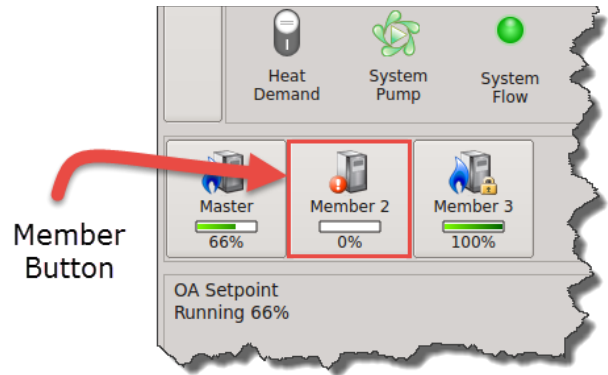 Heat
Demand
System
Pump
System
Flow
Master
66%
Member 2
0%
Member 3
100%
Member
Button
OA Setpoint
Running 66%